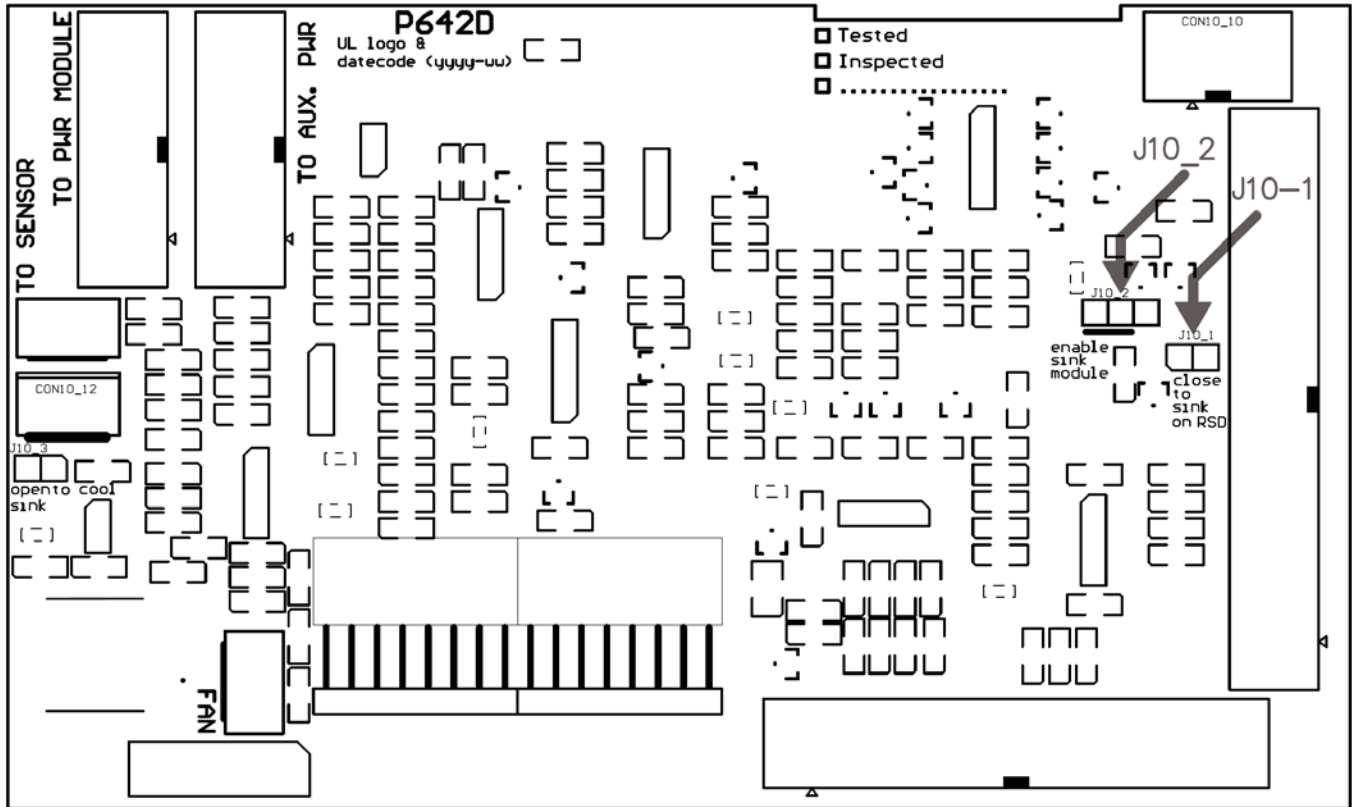 P642D
UL logo &
datecode (yyyy-uw)
TO SENSOR
TO PWR MODULE
TO AUX. PWR
Tested
Inspected
CON10_10
J10_2
J10-1
J10_2
enable
sink
module
J10_1
close
to
sink
on RSD
CON10_12
J10_3
opento cool
sink
FAN